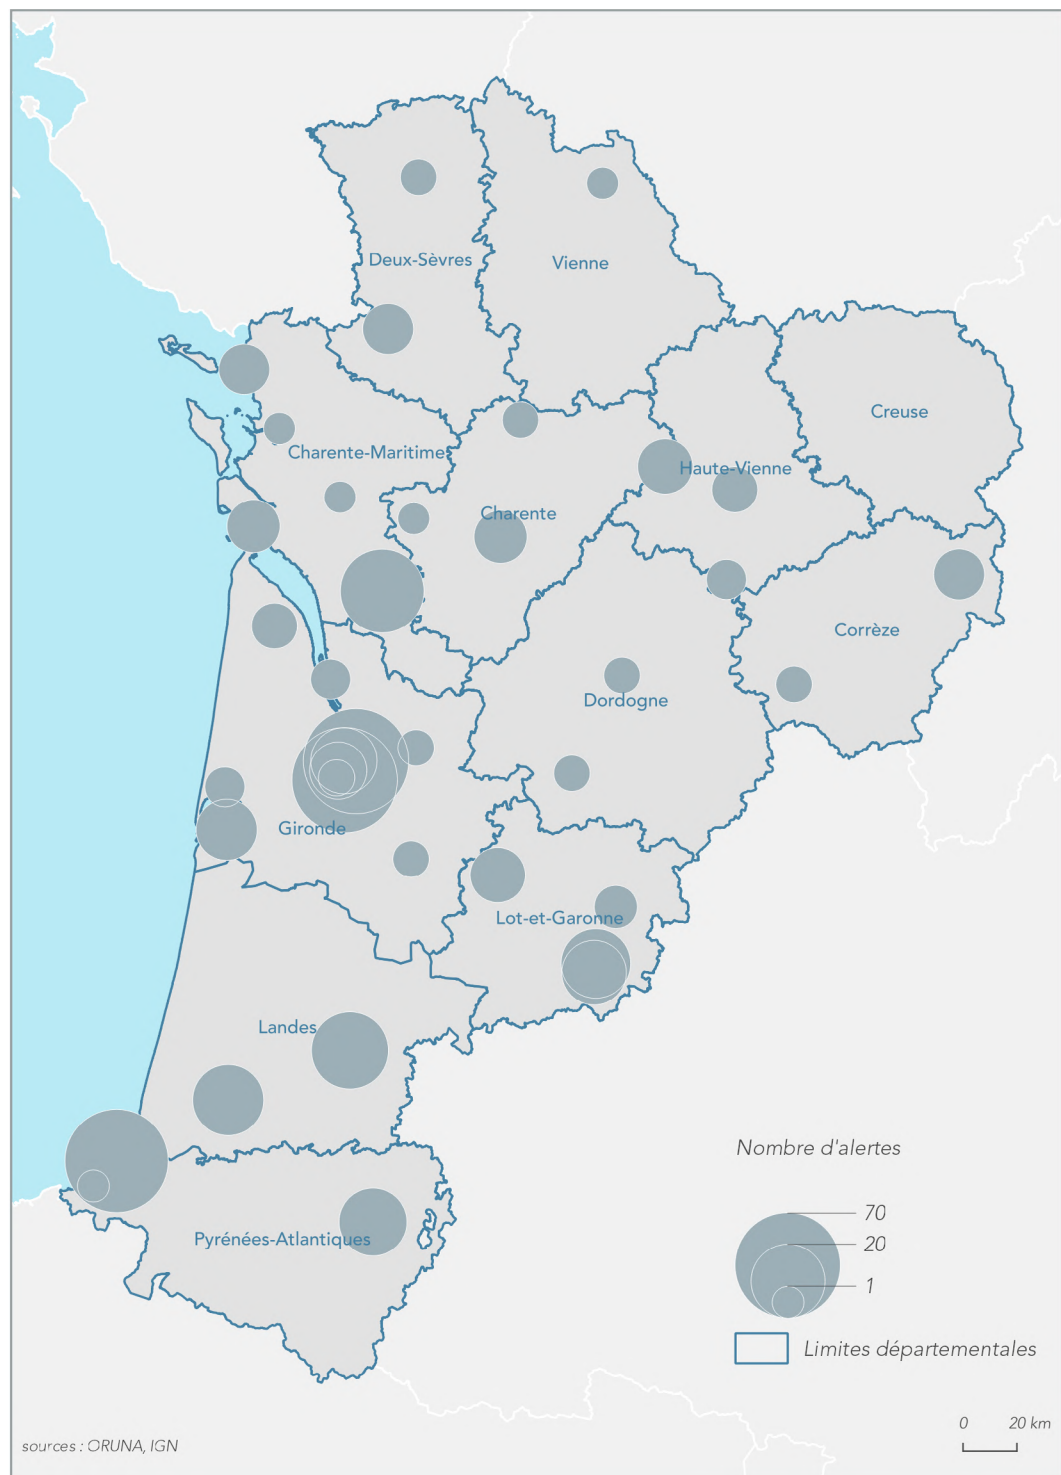 Deux-Sèvres
Vienne
Creuse
Charente-Maritime
Haute-Vienne
Charente
Corrèze
Dordogne
Gironde
Lot-et-Garonne
Landes
Nombre d'alertes
70
20
1
Pyrénées-Atlantiques
Limites départementales
0 20 km
sources : ORUNA, IGN